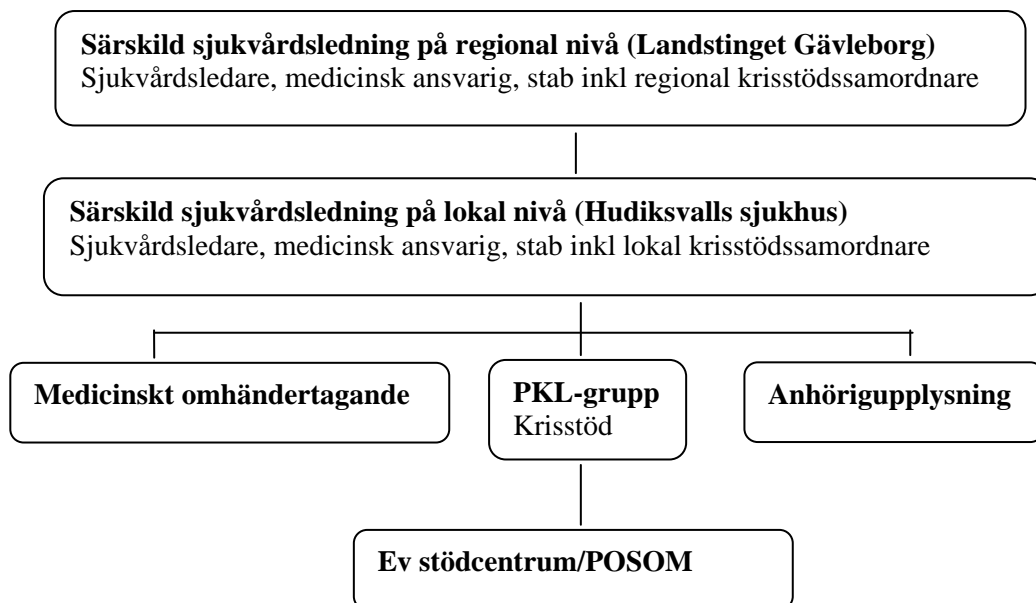 Särskild sjukvårdsledning på regional nivå (Landstinget Gävleborg)
Sjukvårdsledare, medicinsk ansvarig, stab inkl regional krisstödssamordnare
Särskild sjukvårdsledning på lokal nivå (Hudiksvalls sjukhus)
Sjukvårdsledare, medicinsk ansvarig, stab inkl lokal krisstödssamordnare
Medicinskt omhändertagande
PKL-grupp
Krisstöd
Anhörigupplysning
Ev stödcentrum/POSOM